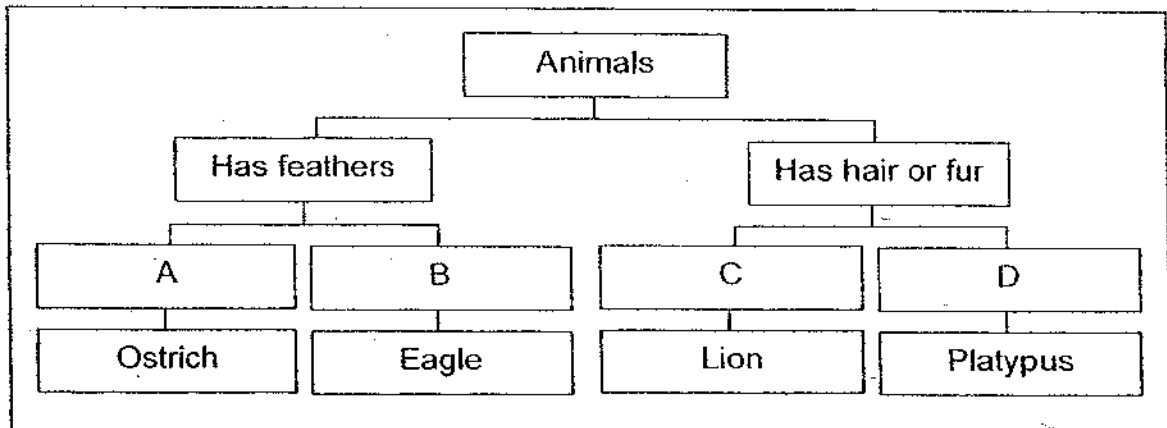 Animals
Has feathers
Has hair or fur
A
B
C
D
Ostrich
Eagle
Lion
Platypus